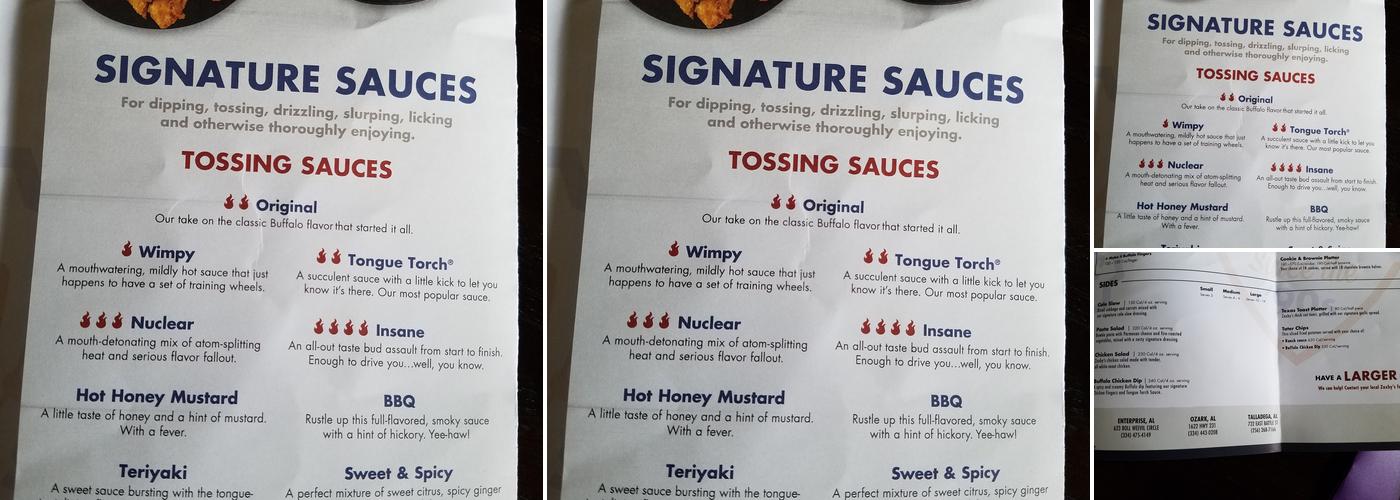 SIGNATURE SAUCES
For dipping, tossing, drizzling, slurping, licking
and otherwise thoroughly enjoying.
TOSSING SAUCES
Original
Our take on the classic Buffalo flavor that started it all.
Wimpy
A mouthwatering, mildly hot sauce that just
happens to have a set of training wheels.
Tongue Torch®
A succulent sauce with a little kick to let you
know it's there. Our most popular sauce.
Nuclear
A mouth-detonating mix of atom-splitting
heat and serious flavor fallout.
Insane
An all-out taste bud assault from start to finish.
Enough to drive you...well, you know.
Hot Honey Mustard
A little taste of honey and a hint of mustard.
With a fever.
BBQ
Rustle up this full-flavored, smoky sauce
with a hint of hickory. Yee-haw!
Teriyaki
A sweet sauce bursting with the tongue-
Sweet & Spicy
A perfect mixture of sweet citrus, spicy ginger
SIGNATURE SAUCES
For dipping, tossing, drizzling, slurping, licking
and otherwise thoroughly enjoying.
TOSSING SAUCES
Original
Our take on the classic Buffalo flavor that started it all.
Wimpy
A mouthwatering, mildly hot sauce that just
happens to have a set of training wheels.
Tongue Torch®
A succulent sauce with a little kick to let you
know it's there. Our most popular sauce.
Nuclear
A mouth-detonating mix of atom-splitting
heat and serious flavor fallout.
Insane
An all-out taste bud assault from start to finish.
Enough to drive you...well, you know.
Hot Honey Mustard
A little taste of honey and a hint of mustard.
With a fever.
BBQ
Rustle up this full-flavored, smoky sauce
with a hint of hickory. Yee-haw!
Teriyaki
A sweet sauce bursting with the tongue-
Sweet & Spicy
A perfect mixture of sweet citrus, spicy ginger
SIGNATURE SAUCES
For dipping, tossing, drizzling, slurping, licking
and otherwise thoroughly enjoying.
TOSSING SAUCES
Original
Our take on the classic Buffalo flavor that started it all.
Wimpy
A mouthwatering, mildly hot sauce that just
happens to have a set of training wheels.
Tongue Torch®
A succulent sauce with a little kick to let you
know it's there. Our most popular sauce.
Nuclear
A mouth-detonating mix of atom-splitting
heat and serious flavor fallout.
Insane
An all-out taste bud assault from start to finish.
Enough to drive you...well, you know.
Hot Honey Mustard
A little taste of honey and a hint of mustard.
With a fever.
BBQ
Rustle up this full-flavored, smoky sauce
with a hint of hickory. Yee-haw!
Cookie & Brownie Platter
SIDES
Small Medium Large
Cole Slaw
Pasta Salad
Chicken Salad
Buffalo Chicken Dip
Texas Toast Platter
Tater Chips
HAVE A LARGER
We can help! Contact your local Zaxby's
ENTERPRISE, AL
623 BOLL WEEVIL CIRCLE
(334) 475-4149
OZARK, AL
1622 HWY 231
(334) 443-0208
TALLADEGA, AL